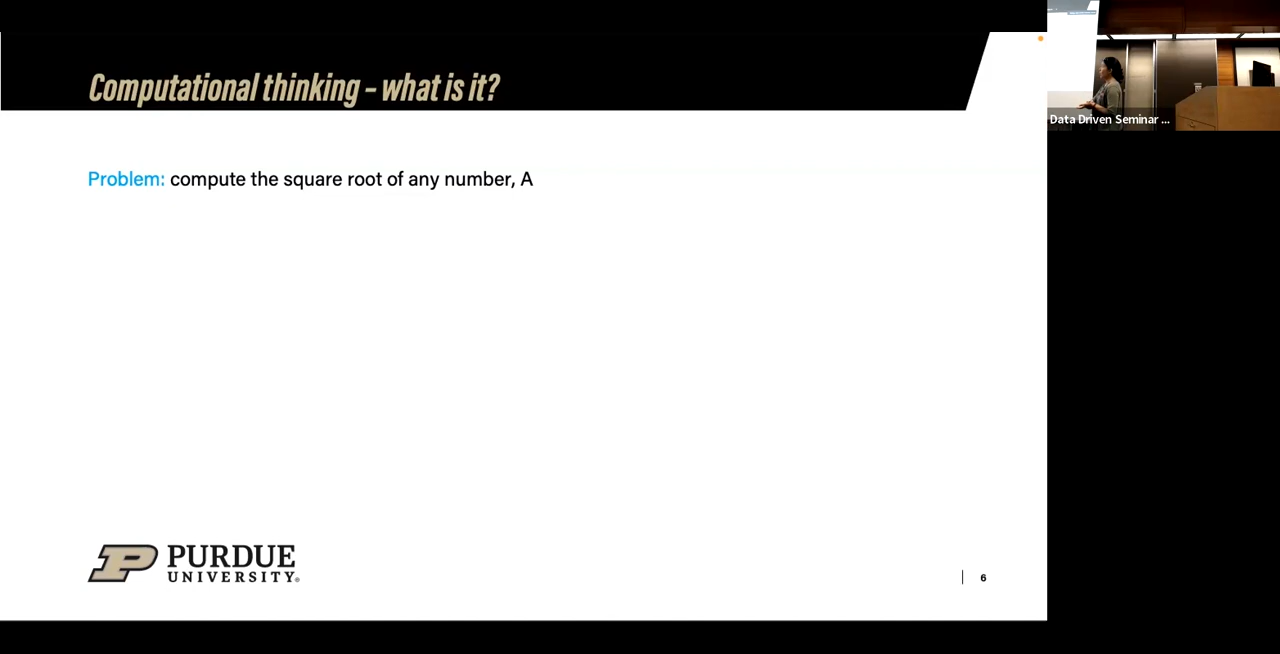 Computational thinking – what is it?
Data Driven Seminar ...
Problem: compute the square root of any number, A
PURDUE
UNIVERSITY®
6